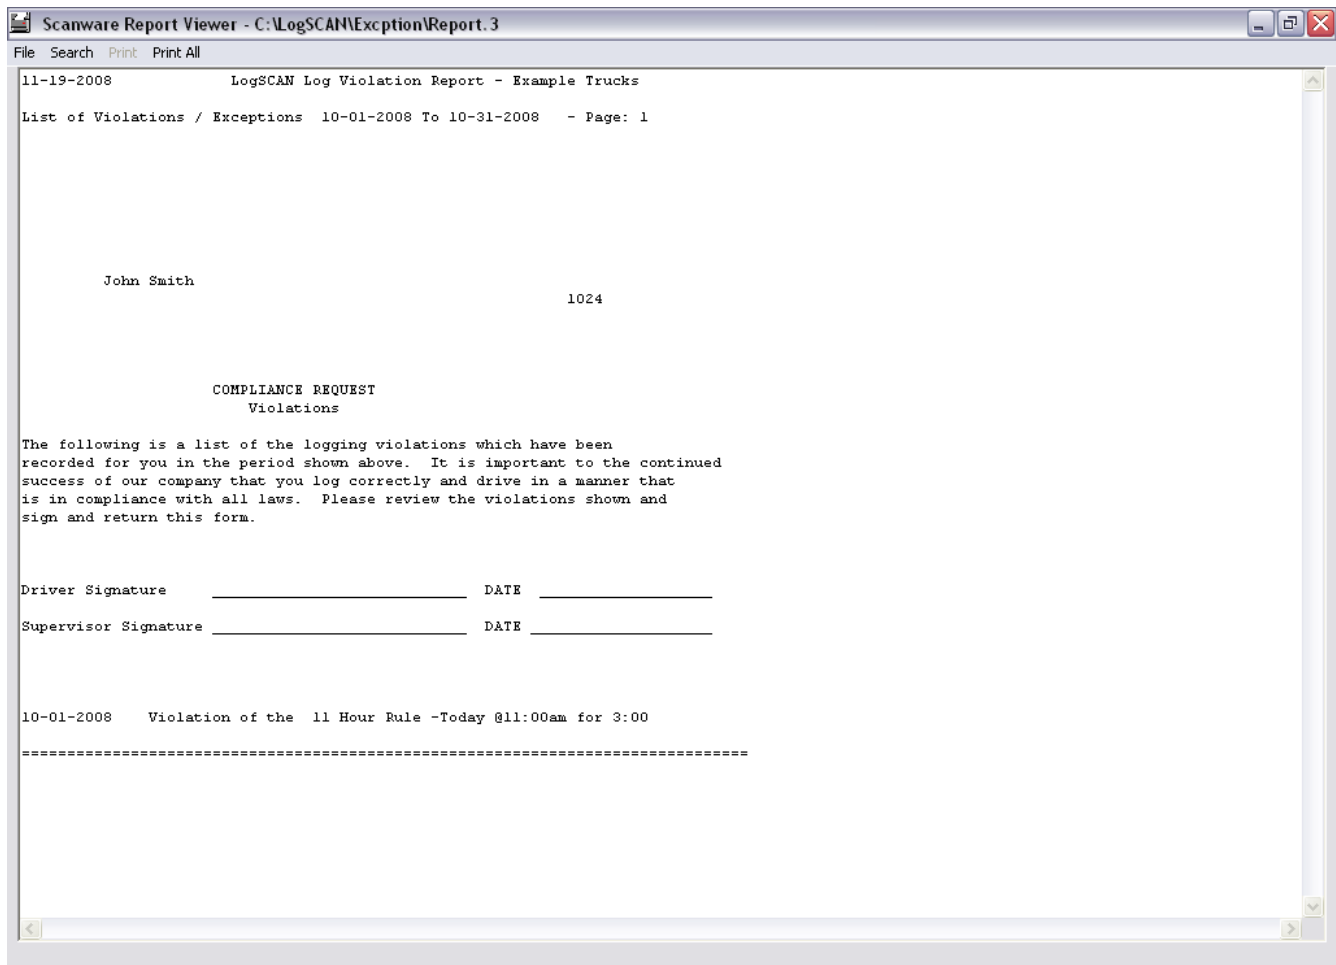 Scanware Report Viewer - C:\LogSCAN\Excption\Report.3
File Search Print Print All
11-19-2008 LogSCAN Log Violation Report - Example Trucks
List of Violations / Exceptions 10-01-2008 To 10-31-2008 - Page: 1
John Smith
1024
COMPLIANCE REQUEST
Violations
The following is a list of the logging violations which have been
recorded for you in the period shown above. It is important to the continued
success of our company that you log correctly and drive in a manner that
is in compliance with all laws. Please review the violations shown and
sign and return this form.
Driver Signature ____________________________ DATE ___________________
Supervisor Signature ____________________________ DATE ____________________
10-01-2008 Violation of the 11 Hour Rule -Today @11:00am for 3:00
================================================================================